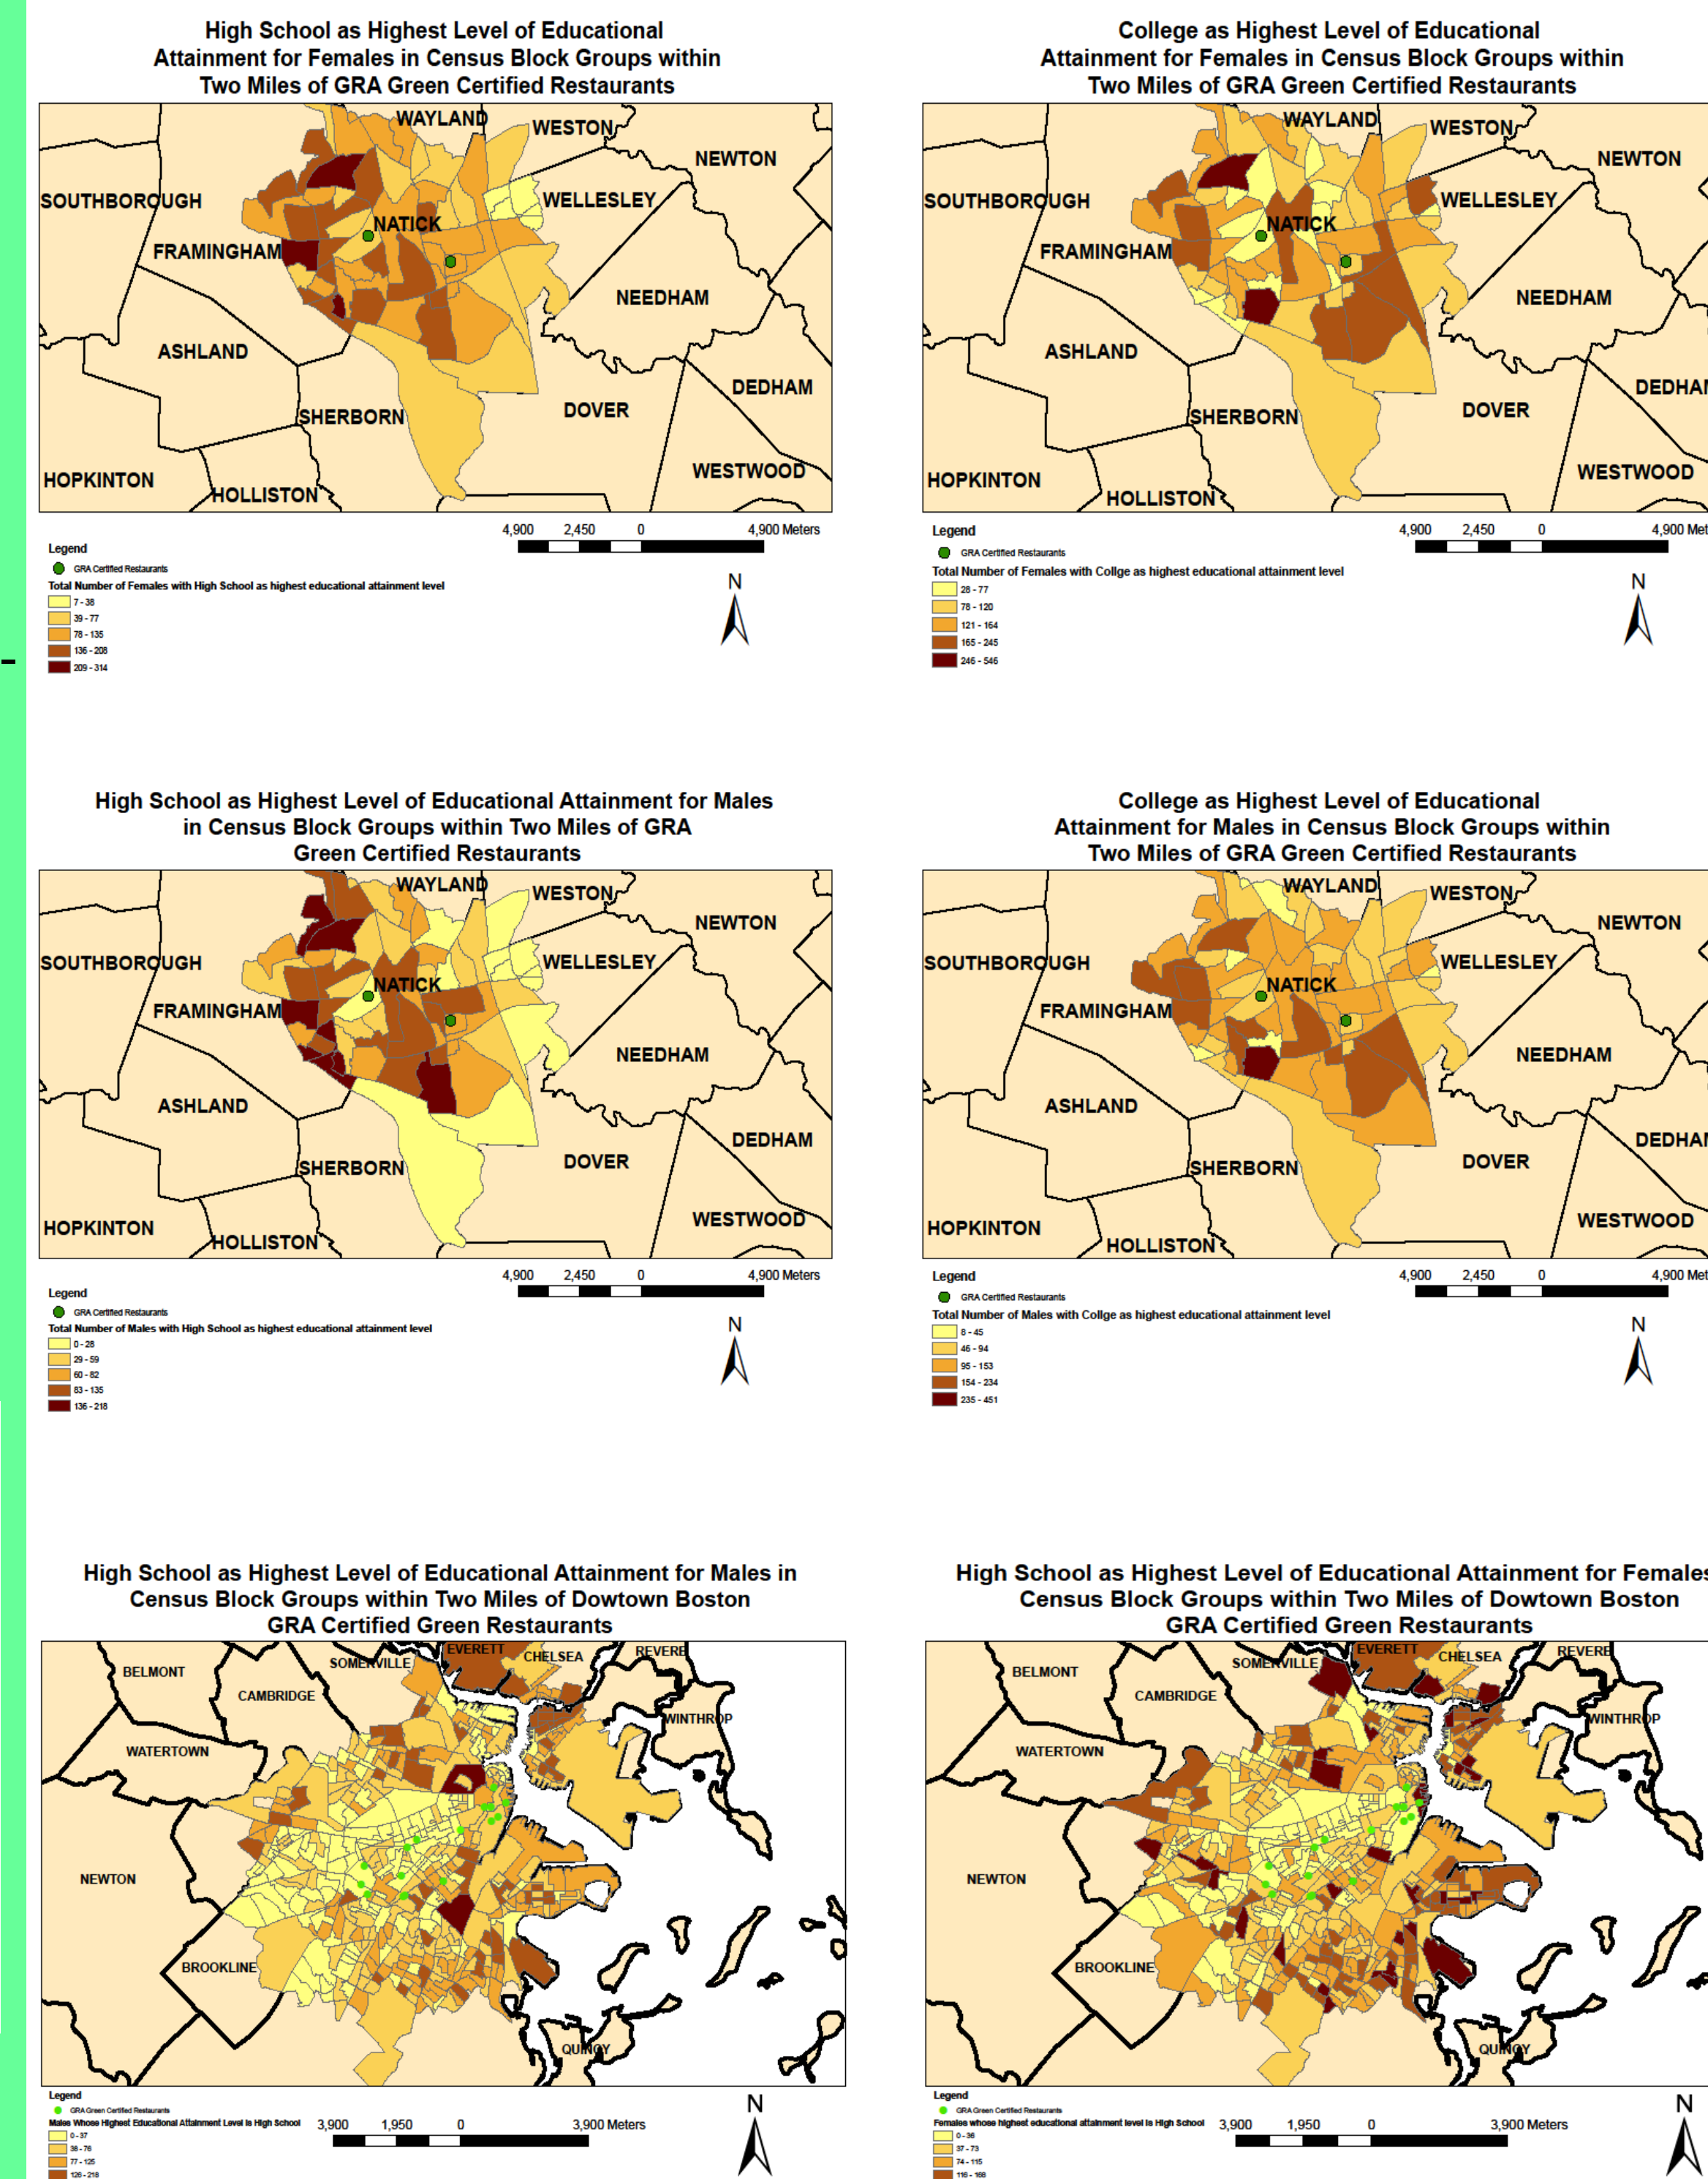 High School as Highest Level of Educational
Attainment for Females in Census Block Groups within
Two Miles of GRA Green Certified Restaurants
WAYLAND
WESTON
NEWTON
SOUTHBOROUGH
WELLESLEY
NATICK
FRAMINGHAM
NEEDHAM
ASHLAND
DEDHAM
SHERBORN
DOVER
WESTWOOD
HOPKINTON
HOLLISTON
4,900 2,450 0 4,900 Meters
Legend
GRA Certified Restaurants
Total Number of Females with High School as highest educational attainment level
N
7 - 38
39 - 77
78 - 135
136 - 208
209 - 314
College as Highest Level of Educational
Attainment for Females in Census Block Groups within
Two Miles of GRA Green Certified Restaurants
WAYLAND
WESTON
NEWTON
SOUTHBOROUGH
WELLESLEY
NATICK
FRAMINGHAM
NEEDHAM
ASHLAND
DEDHAM
SHERBORN
DOVER
WESTWOOD
HOPKINTON
HOLLISTON
4,900 2,450 0 4,900 Met
Legend
GRA Certified Restaurants
Total Number of Females with Collge as highest educational attainment level
N
28 - 77
78 - 120
121 - 164
165 - 245
246 - 546
-
High School as Highest Level of Educational Attainment for Males
in Census Block Groups within Two Miles of GRA
Green Certified Restaurants
WAYLAND
WESTON
NEWTON
SOUTHBOROUGH
WELLESLEY
NATICK
FRAMINGHAM
NEEDHAM
ASHLAND
DEDHAM
SHERBORN
DOVER
WESTWOOD
HOPKINTON
HOLLISTON
4,900 2,450 0 4,900 Meters
Legend
GRA Certified Restaurants
Total Number of Males with High School as highest educational attainment level
N
0 - 28
29 - 59
60 - 82
83 - 135
136 - 218
College as Highest Level of Educational
Attainment for Males in Census Block Groups within
Two Miles of GRA Green Certified Restaurants
WAYLAND
WESTON
NEWTON
SOUTHBOROUGH
WELLESLEY
NATICK
FRAMINGHAM
NEEDHAM
ASHLAND
DEDHAM
SHERBORN
DOVER
WESTWOOD
HOPKINTON
HOLLISTON
4,900 2,450 0 4,900 Met
Legend
GRA Certified Restaurants
Total Number of Males with Collge as highest educational attainment level
N
8 - 45
46 - 94
95 - 153
154 - 234
235 - 451
High School as Highest Level of Educational Attainment for Males in
Census Block Groups within Two Miles of Dowtown Boston
GRA Certified Green Restaurants
EVERETT
REVERE
CHELSEA
SOMERVILLE
BELMONT
CAMBRIDGE
WINTHROP
WATERTOWN
NEWTON
BROOKLINE
QUINCY
Legend
GRA Green Certified Restaurants
Males Whose Highest Educational Attainment Level Is High School
3,900 1,950 0 3,900 Meters
N
0 - 37
38 - 76
77 - 125
126 - 218
High School as Highest Level of Educational Attainment for Females
Census Block Groups within Two Miles of Dowtown Boston
GRA Certified Green Restaurants
EVERETT
REVERE
CHELSEA
SOMERVILLE
BELMONT
CAMBRIDGE
WINTHROP
WATERTOWN
NEWTON
BROOKLINE
QUINCY
Legend
GRA Green Certified Restaurants
Females whose highest educational attainment level is High School
3,900 1,950 0 3,900 Meters
N
0 - 36
37 - 73
74 - 115
116 - 168